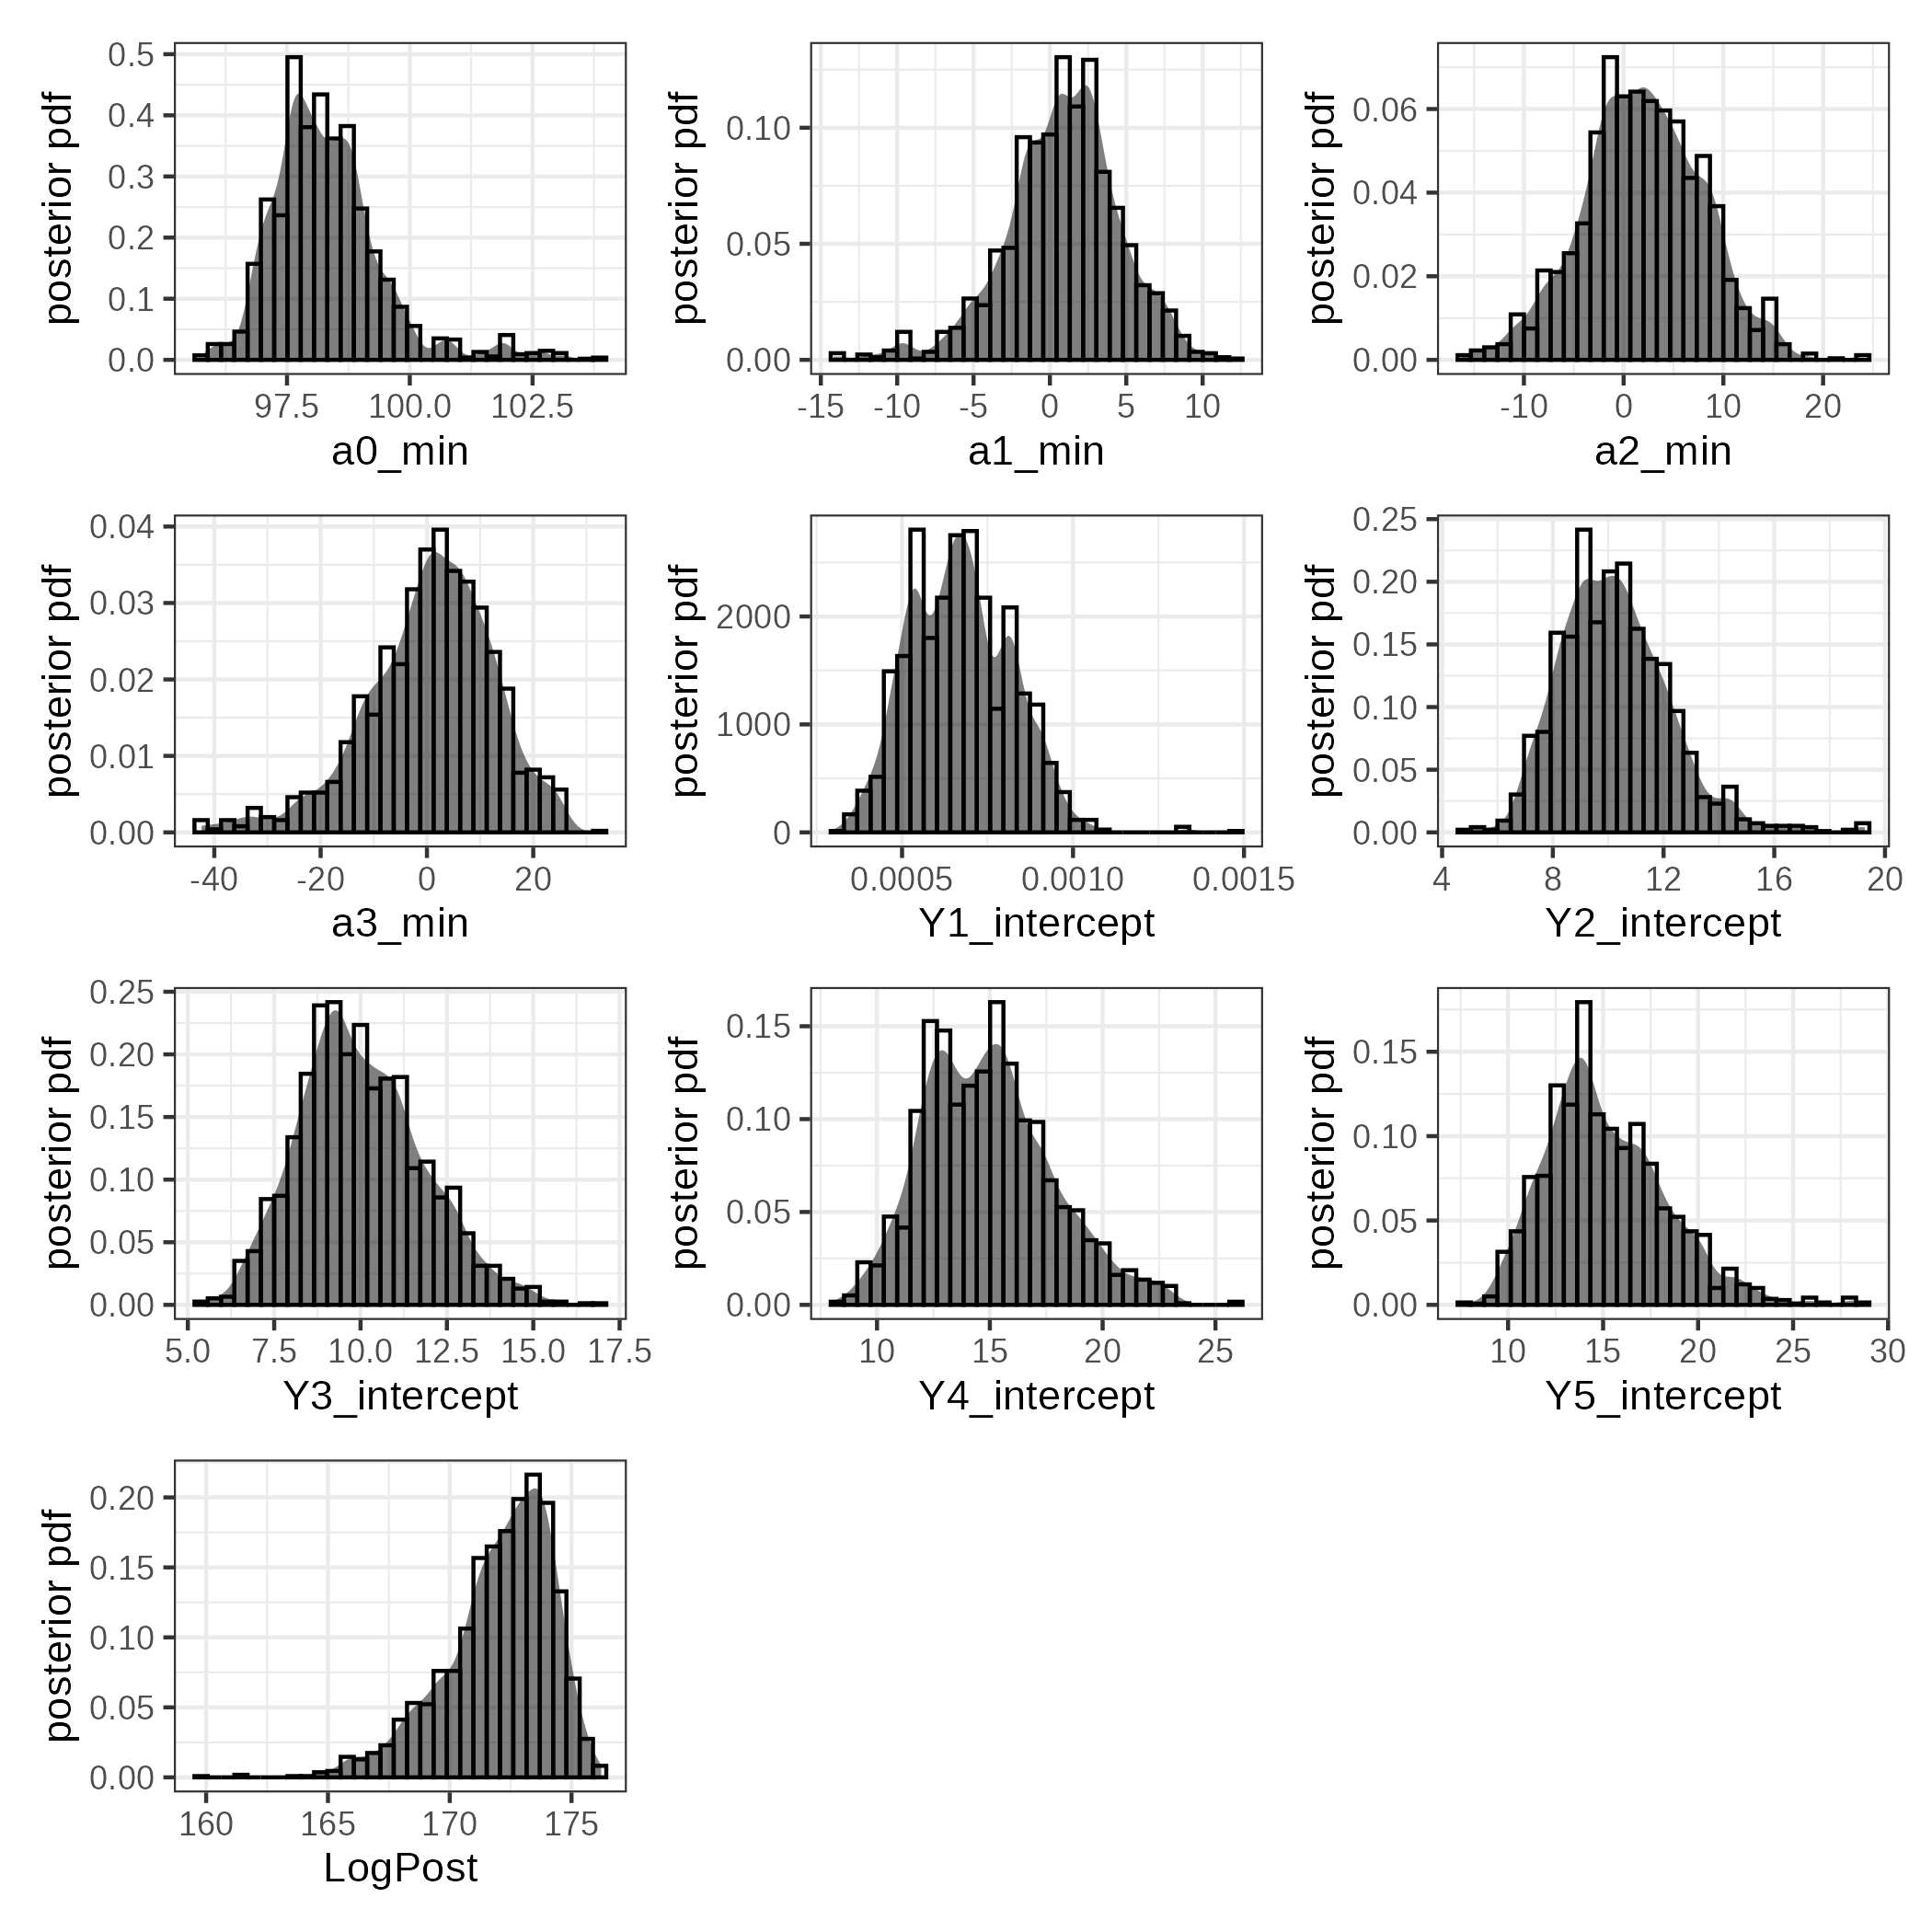 posterior pdf
0.5
0.4
0.3
0.2
0.1
0.0
97.5 100.0 102.5
a0_min
posterior pdf
0.10
0.05
0.00
-15 -10 -5 0 5 10
a1_min
posterior pdf
0.06
0.04
0.02
0.00
-10 0 10 20
a2_min
posterior pdf
0.04
0.03
0.02
0.01
0.00
-40 -20 0 20
a3_min
posterior pdf
2000
1000
0
0.0005 0.0010 0.0015
Y1_intercept
posterior pdf
0.25
0.20
0.15
0.10
0.05
0.00
4 8 12 16 20
Y2_intercept
posterior pdf
0.25
0.20
0.15
0.10
0.05
0.00
5.0 7.5 10.0 12.5 15.0 17.5
Y3_intercept
posterior pdf
0.15
0.10
0.05
0.00
10 15 20 25
Y4_intercept
posterior pdf
0.15
0.10
0.05
0.00
10 15 20 25 30
Y5_intercept
posterior pdf
0.20
0.15
0.10
0.05
0.00
160 165 170 175
LogPost